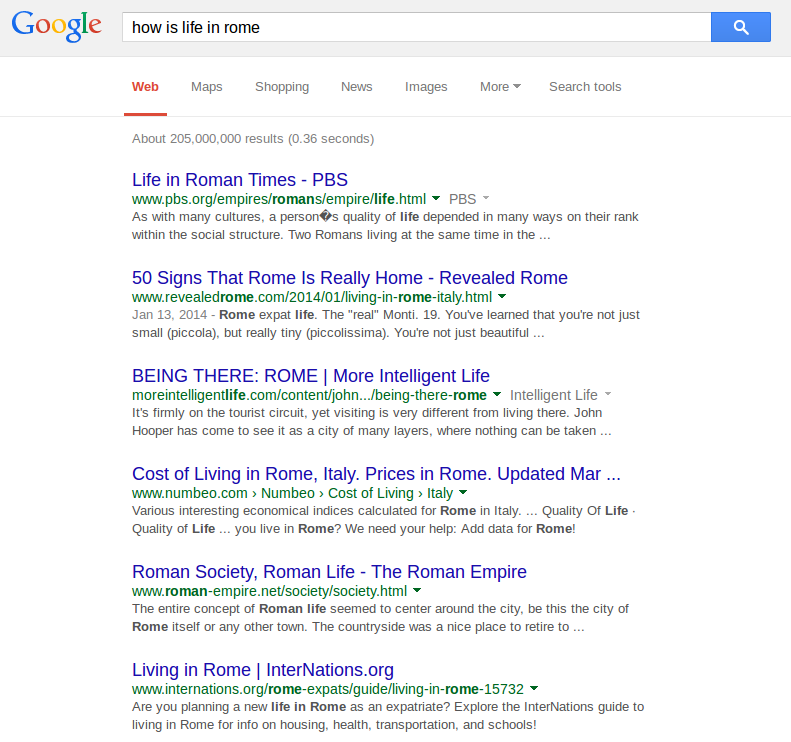 Google
how is life in rome
Web Maps Shopping News Images More Search tools
About 205,000,000 results (0.36 seconds)
Life in Roman Times - PBS
www.pbs.org/empires/romans/empire/life.html PBS
As with many cultures, a person�s quality of life depended in many ways on their rank
within the social structure. Two Romans living at the same time in the ...
50 Signs That Rome Is Really Home - Revealed Rome
www.revealedrome.com/2014/01/living-in-rome-italy.html
Jan 13, 2014 - Rome expat life. The "real" Monti. 19. You've learned that you're not just
small (piccola), but really tiny (piccolissima). You're not just beautiful ...
BEING THERE: ROME | More Intelligent Life
moreintelligentlife.com/content/john.../being-there-rome Intelligent Life
It's firmly on the tourist circuit, yet visiting is very different from living there. John
Hooper has come to see it as a city of many layers, where nothing can be taken ...
Cost of Living in Rome, Italy. Prices in Rome. Updated Mar ...
www.numbeo.com › Numbeo › Cost of Living › Italy
Various interesting economical indices calculated for Rome in Italy. ... Quality Of Life ·
Quality of Life ... you live in Rome? We need your help: Add data for Rome!
Roman Society, Roman Life - The Roman Empire
www.roman-empire.net/society/society.html
The entire concept of Roman life seemed to center around the city, be this the city of
Rome itself or any other town. The countryside was a nice place to retire to ...
Living in Rome | InterNations.org
www.internations.org/rome-expats/guide/living-in-rome-15732
Are you planning a new life in Rome as an expatriate? Explore the InterNations guide to
living in Rome for info on housing, health, transportation, and schools!